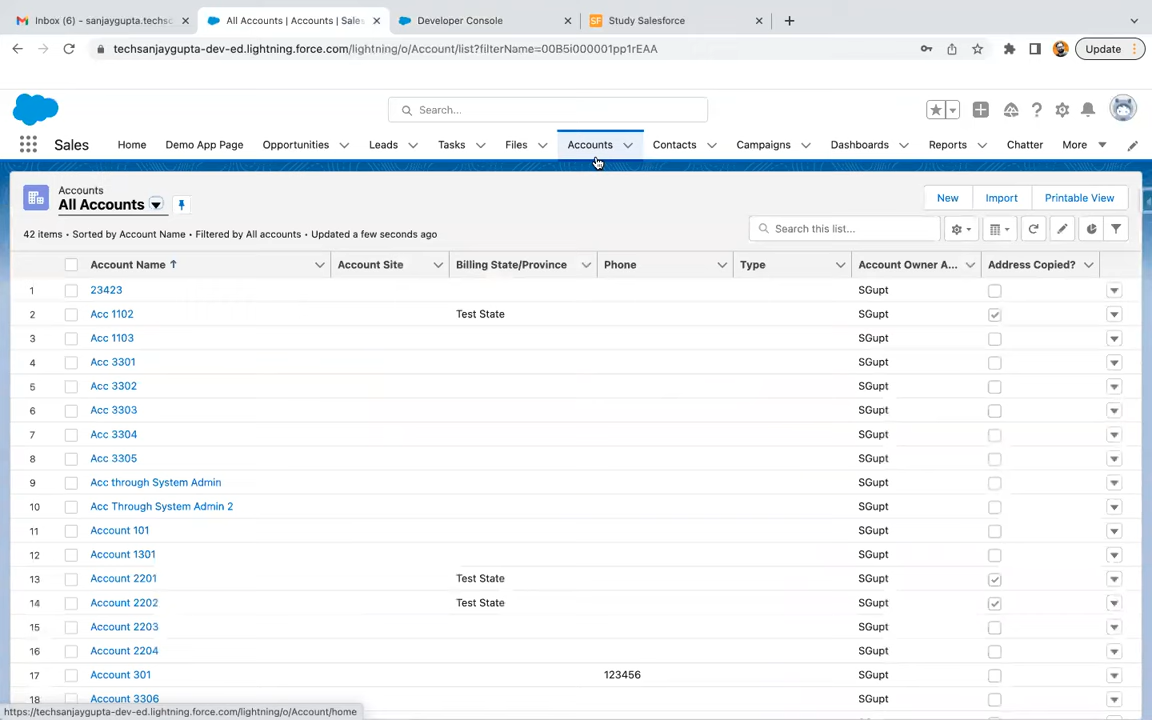 Inbox (6) - sanjaygupta.techsc
All Accounts | Accounts | Sales
Developer Console
SF Study Salesforce
techsanjaygupta-dev-ed.lightning.force.com/lightning/o/Account/list?filterName=00B5i000001pp1rEAA
Update
Search...
Sales Home Demo App Page Opportunities Leads Tasks Files Accounts Contacts Campaigns Dashboards Reports Chatter More
Accounts
All Accounts
New Import Printable View
42 items • Sorted by Account Name • Filtered by All accounts • Updated a few seconds ago
Search this list...
Account Name Account Site Billing State/Province Phone Type Account Owner A... Address Copied?
1 23423 SGupt
2 Acc 1102 Test State SGupt
3 Acc 1103 SGupt
4 Acc 3301 SGupt
5 Acc 3302 SGupt
6 Acc 3303 SGupt
7 Acc 3304 SGupt
8 Acc 3305 SGupt
9 Acc through System Admin SGupt
10 Acc Through System Admin 2 SGupt
11 Account 101 SGupt
12 Account 1301 SGupt
13 Account 2201 Test State SGupt
14 Account 2202 Test State SGupt
15 Account 2203 SGupt
16 Account 2204 SGupt
17 Account 301 123456 SGupt
18 Account 3306 SGupt
https://techsanjaygupta-dev-ed.lightning.force.com/lightning/o/Account/home